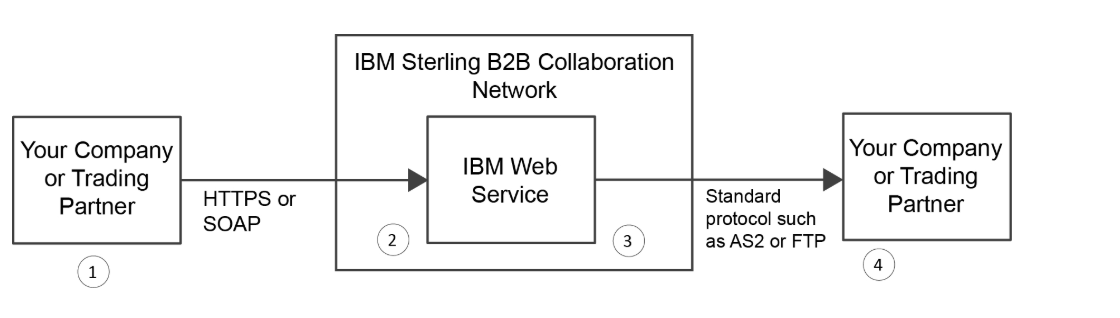 IBM Sterling B2B Collaboration
Network
Your Company
or Trading
Partner
HTTPS or
SOAP
IBM Web
Service
Standard
protocol such
as AS2 or FTP
Your Company
or Trading
Partner
1
2
3
4